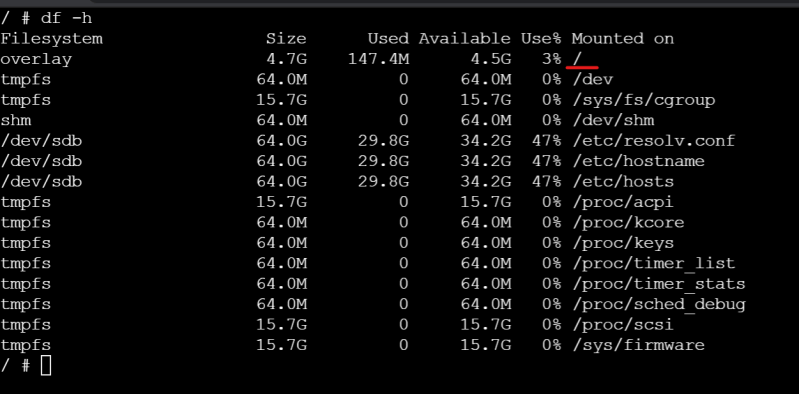 / # df -h
Filesystem                Size      Used Available Use% Mounted on
overlay                   4.7G    147.4M      4.5G   3% /
tmpfs                    64.0M         0     64.0M   0% /dev
tmpfs                    15.7G         0     15.7G   0% /sys/fs/cgroup
shm                      64.0M         0     64.0M   0% /dev/shm
/dev/sdb                 64.0G     29.8G     34.2G  47% /etc/resolv.conf
/dev/sdb                 64.0G     29.8G     34.2G  47% /etc/hostname
/dev/sdb                 64.0G     29.8G     34.2G  47% /etc/hosts
tmpfs                    15.7G         0     15.7G   0% /proc/acpi
tmpfs                    64.0M         0     64.0M   0% /proc/kcore
tmpfs                    64.0M         0     64.0M   0% /proc/keys
tmpfs                    64.0M         0     64.0M   0% /proc/timer_list
tmpfs                    64.0M         0     64.0M   0% /proc/timer_stats
tmpfs                    64.0M         0     64.0M   0% /proc/sched_debug
tmpfs                    15.7G         0     15.7G   0% /proc/scsi
tmpfs                    15.7G         0     15.7G   0% /sys/firmware
/ #